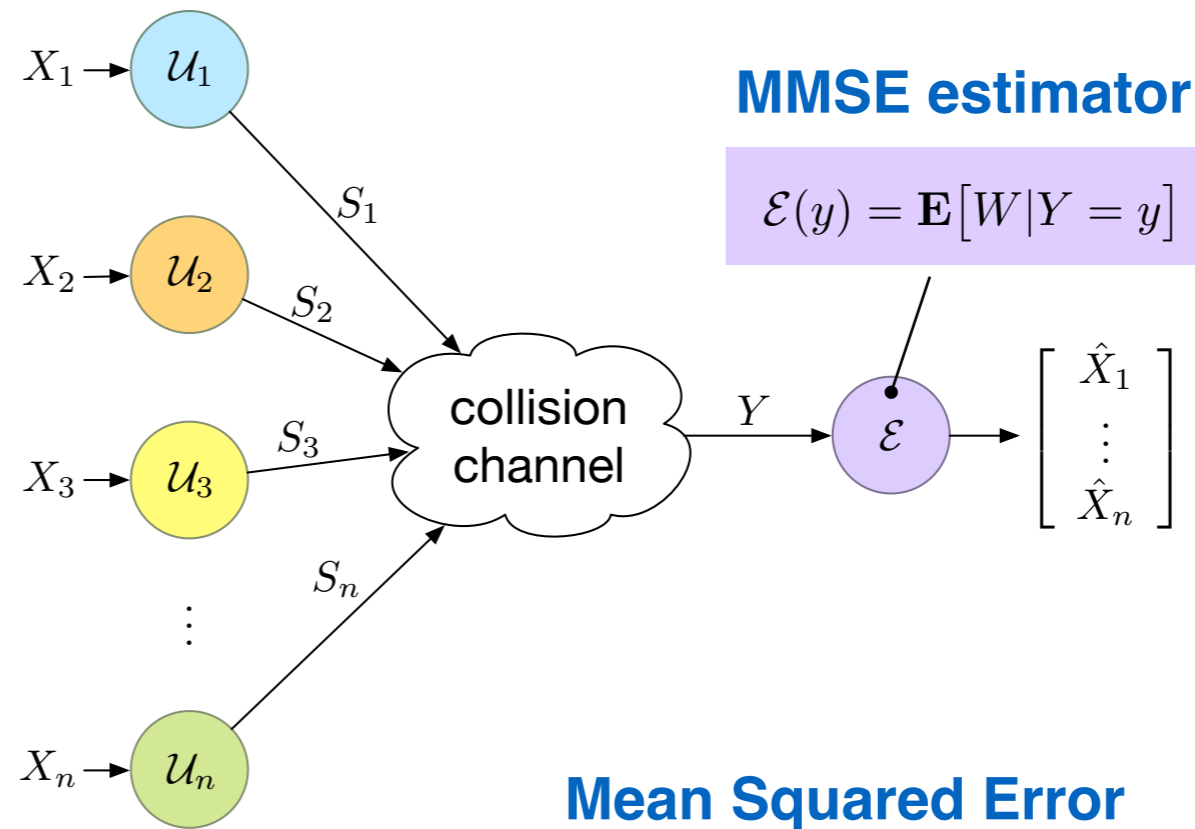 X₁ 𝒰₁
MMSE estimator
ℰ(y) = 𝐄[W|Y = y]
S₁
X₂ 𝒰₂
S₂
collision
channel
Y
ℰ
X̂₁
⋮
X̂ₙ
X₃ 𝒰₃
S₃
Sₙ
⋮
Xₙ 𝒰ₙ
Mean Squared Error